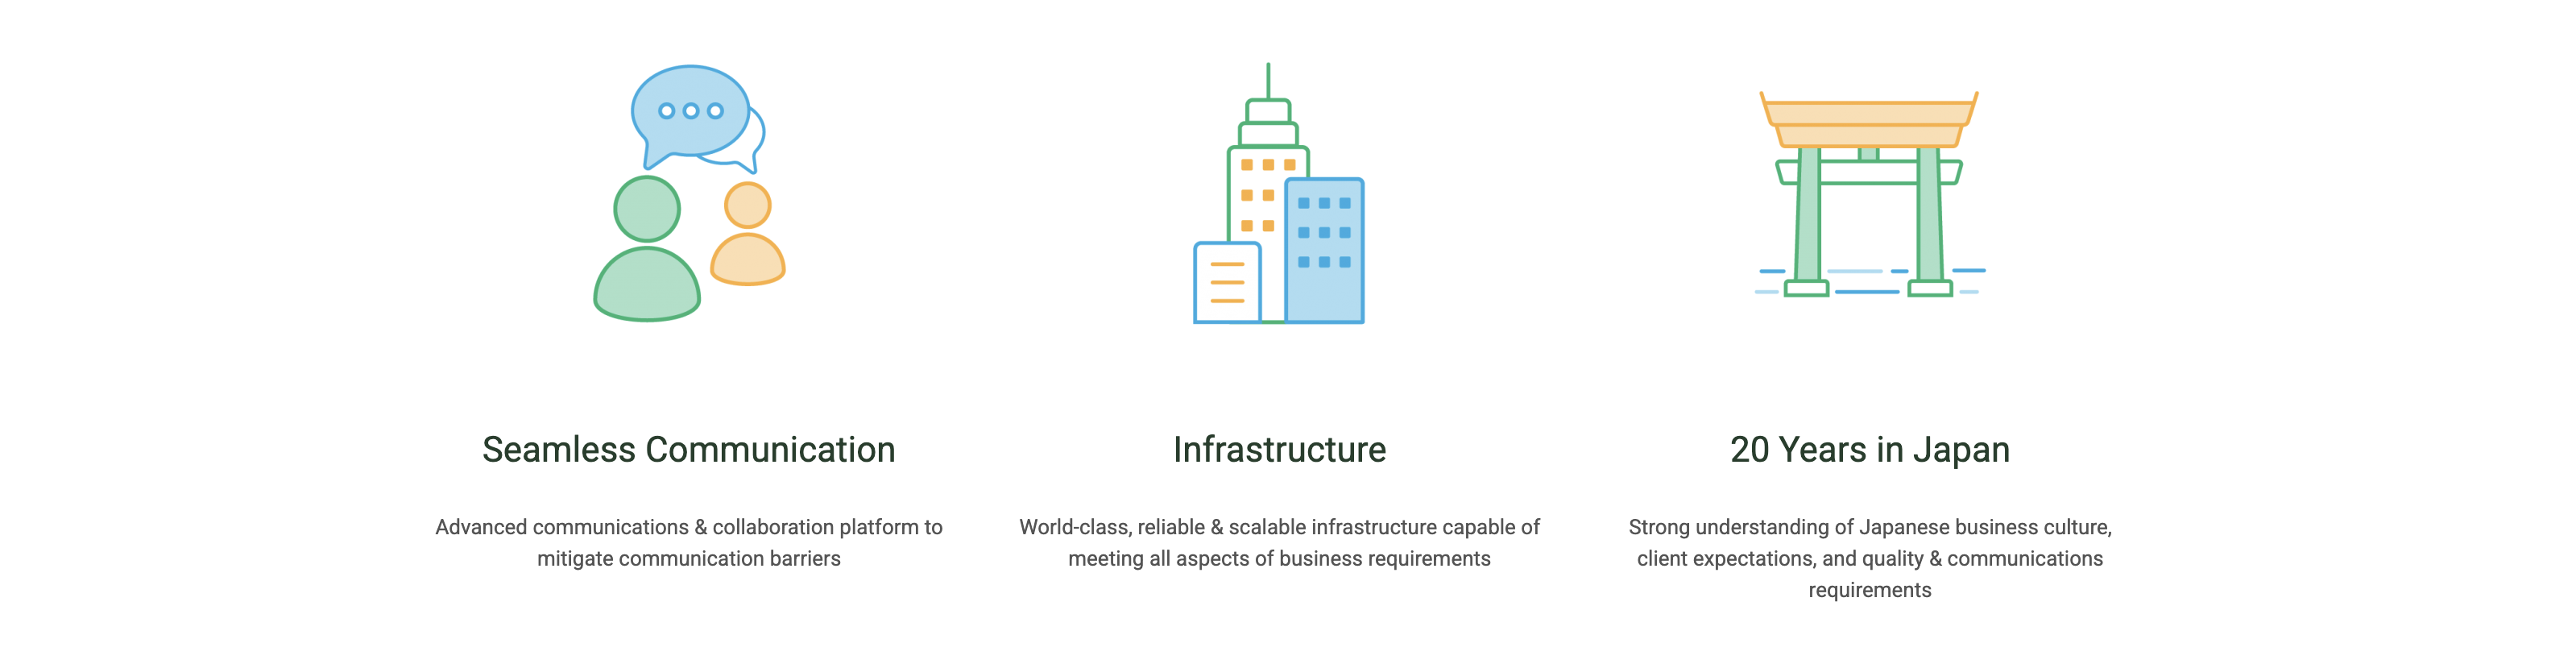 Seamless Communication
Advanced communications & collaboration platform to
mitigate communication barriers
Infrastructure
World-class, reliable & scalable infrastructure capable of
meeting all aspects of business requirements
20 Years in Japan
Strong understanding of Japanese business culture,
client expectations, and quality & communications
requirements